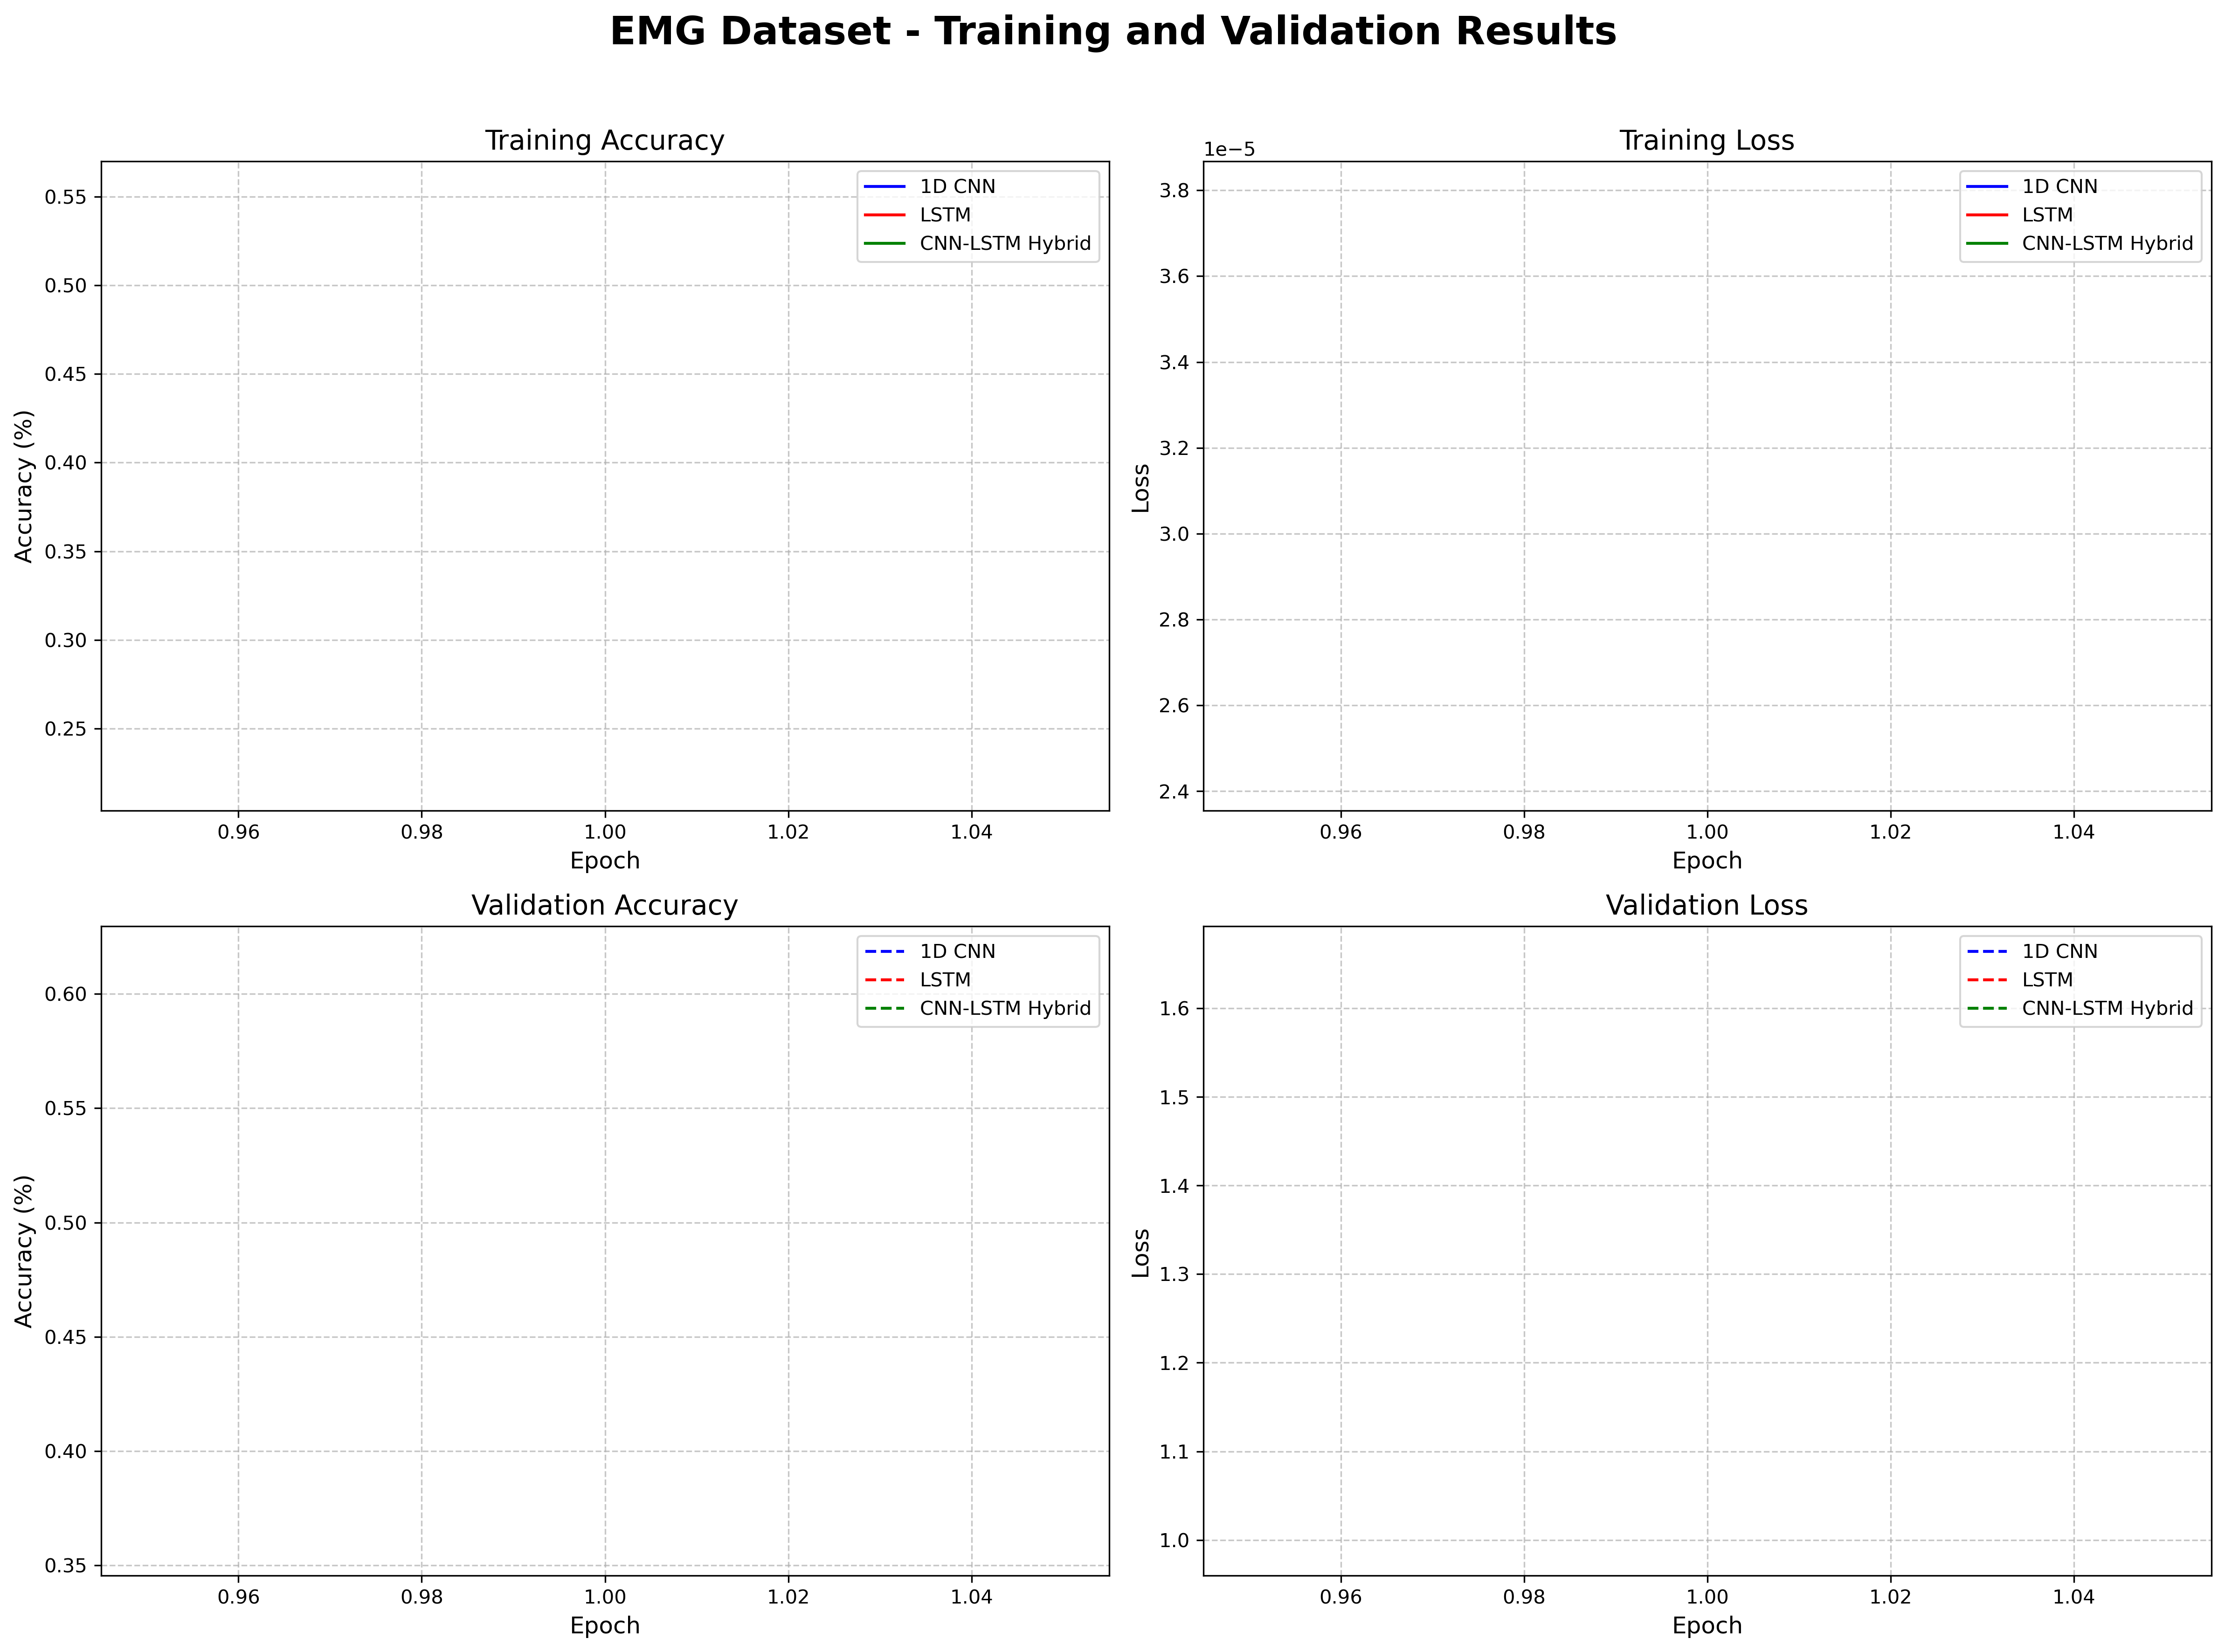 EMG Dataset - Training and Validation Results
Training Accuracy
Accuracy (%)
0.55
0.50
0.45
0.40
0.35
0.30
0.25
1D CNN
LSTM
CNN-LSTM Hybrid
0.96 0.98 1.00 1.02 1.04
Epoch
Training Loss
1e−5
Loss
3.8
3.6
3.4
3.2
3.0
2.8
2.6
2.4
1D CNN
LSTM
CNN-LSTM Hybrid
0.96 0.98 1.00 1.02 1.04
Epoch
Validation Accuracy
Accuracy (%)
0.60
0.55
0.50
0.45
0.40
0.35
1D CNN
LSTM
CNN-LSTM Hybrid
0.96 0.98 1.00 1.02 1.04
Epoch
Validation Loss
Loss
1.6
1.5
1.4
1.3
1.2
1.1
1.0
1D CNN
LSTM
CNN-LSTM Hybrid
0.96 0.98 1.00 1.02 1.04
Epoch